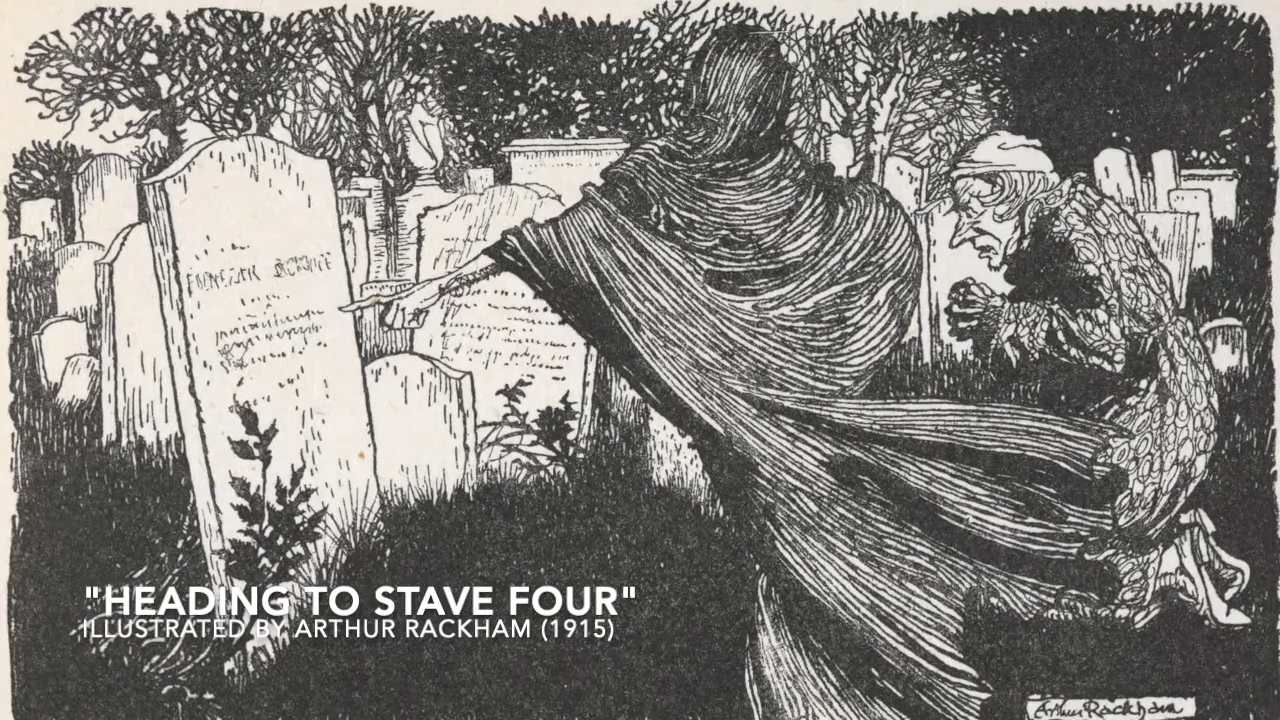 EBENEZER SCROOGE
"HEADING TO STAVE FOUR"
ILLUSTRATED BY ARTHUR RACKHAM (1915)
Arthur Rackham